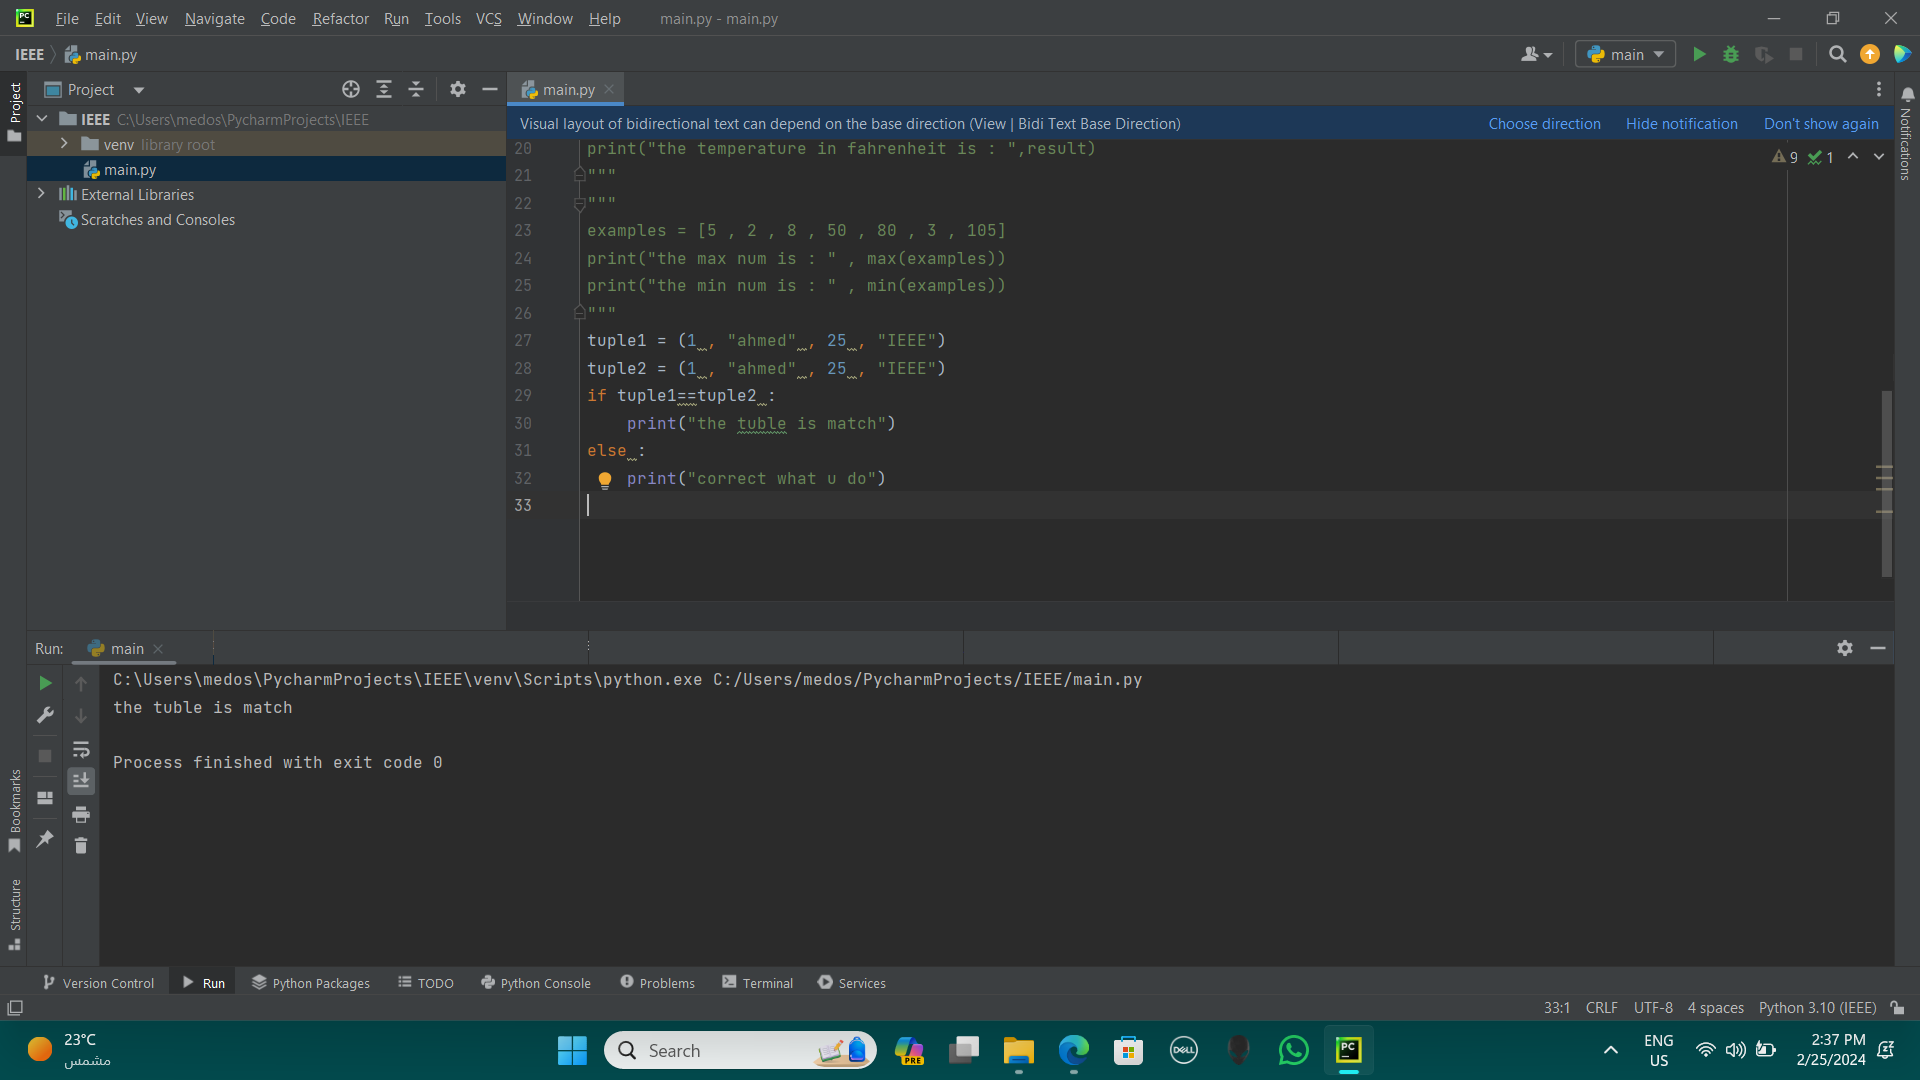 File Edit View Navigate Code Refactor Run Tools VCS Window Help main.py - main.py
IEEE main.py
main
Project
Project
main.py
Notifications
IEEE C:\Users\medos\PycharmProjects\IEEE
venv library root
main.py
External Libraries
Scratches and Consoles
Visual layout of bidirectional text can depend on the base direction (View | Bidi Text Base Direction) Choose direction Hide notification Don't show again
9 1
20 print("the temperature in fahrenheit is : ",result)
21 """
22 """
23 examples = [5 , 2 , 8 , 50 , 80 , 3 , 105]
24 print("the max num is : " , max(examples))
25 print("the min num is : " , min(examples))
26 """
27 tuple1 = (1 , "ahmed" , 25 , "IEEE")
28 tuple2 = (1 , "ahmed" , 25 , "IEEE")
29 if tuple1==tuple2 :
30 print("the tuble is match")
31 else :
32 print("correct what u do")
33
Run: main
C:\Users\medos\PycharmProjects\IEEE\venv\Scripts\python.exe C:/Users/medos/PycharmProjects/IEEE/main.py
the tuble is match
Process finished with exit code 0
Bookmarks
Structure
Version Control Run Python Packages TODO Python Console Problems Terminal Services
33:1 CRLF UTF-8 4 spaces Python 3.10 (IEEE)
23°C
مشمس
Search
PRE
DELL
PC
ENG
US
2:37 PM
2/25/2024